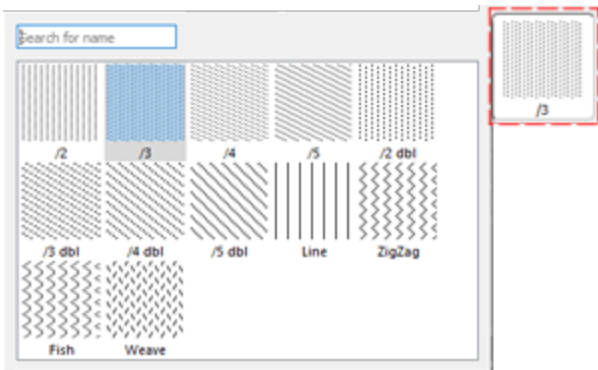 Search for name
/3
/2 /3 /4 /5 /2 dbl
/3 dbl /4 dbl /5 dbl Line ZigZag
Fish Weave